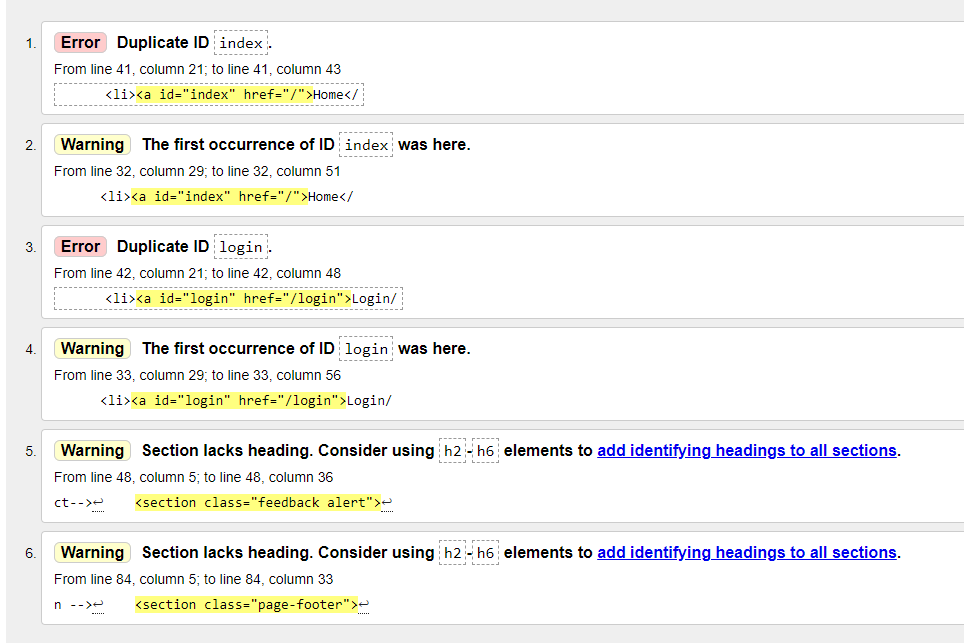 1. Error Duplicate ID index.
From line 41, column 21; to line 41, column 43
<li><a id="index" href="/">Home</
2. Warning The first occurrence of ID index was here.
From line 32, column 29; to line 32, column 51
<li><a id="index" href="/">Home</
3. Error Duplicate ID login.
From line 42, column 21; to line 42, column 48
<li><a id="login" href="/login">Login/
4. Warning The first occurrence of ID login was here.
From line 33, column 29; to line 33, column 56
<li><a id="login" href="/login">Login/
5. Warning Section lacks heading. Consider using h2-h6 elements to add identifying headings to all sections.
From line 48, column 5; to line 48, column 36
ct-->↩ <section class="feedback alert">↩
6. Warning Section lacks heading. Consider using h2-h6 elements to add identifying headings to all sections.
From line 84, column 5; to line 84, column 33
n -->↩ <section class="page-footer">↩